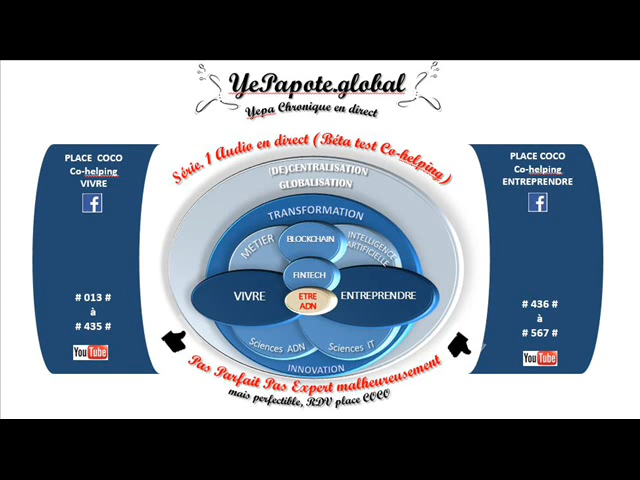 YePapote.global
Yepa Chronique en direct
Série, 1 Audio en direct (Béta test Co-helping)
(DE)CENTRALISATION
GLOBALISATION
TRANSFORMATION
METIER
BLOCKCHAIN
INTELLIGENCE
ARTIFICIELLE
FINTECH
VIVRE
ETRE
ADN
ENTREPRENDRE
Sciences ADN
Sciences IT
INNOVATION
Pas Parfait Pas Expert malheureusement
mais perfectible, RDV place COCO
PLACE COCO
Co-helping
VIVRE
f
# 013 #
à
# 435 #
YouTube
PLACE COCO
Co-helping
ENTREPRENDRE
f
# 436 #
à
# 567 #
YouTube